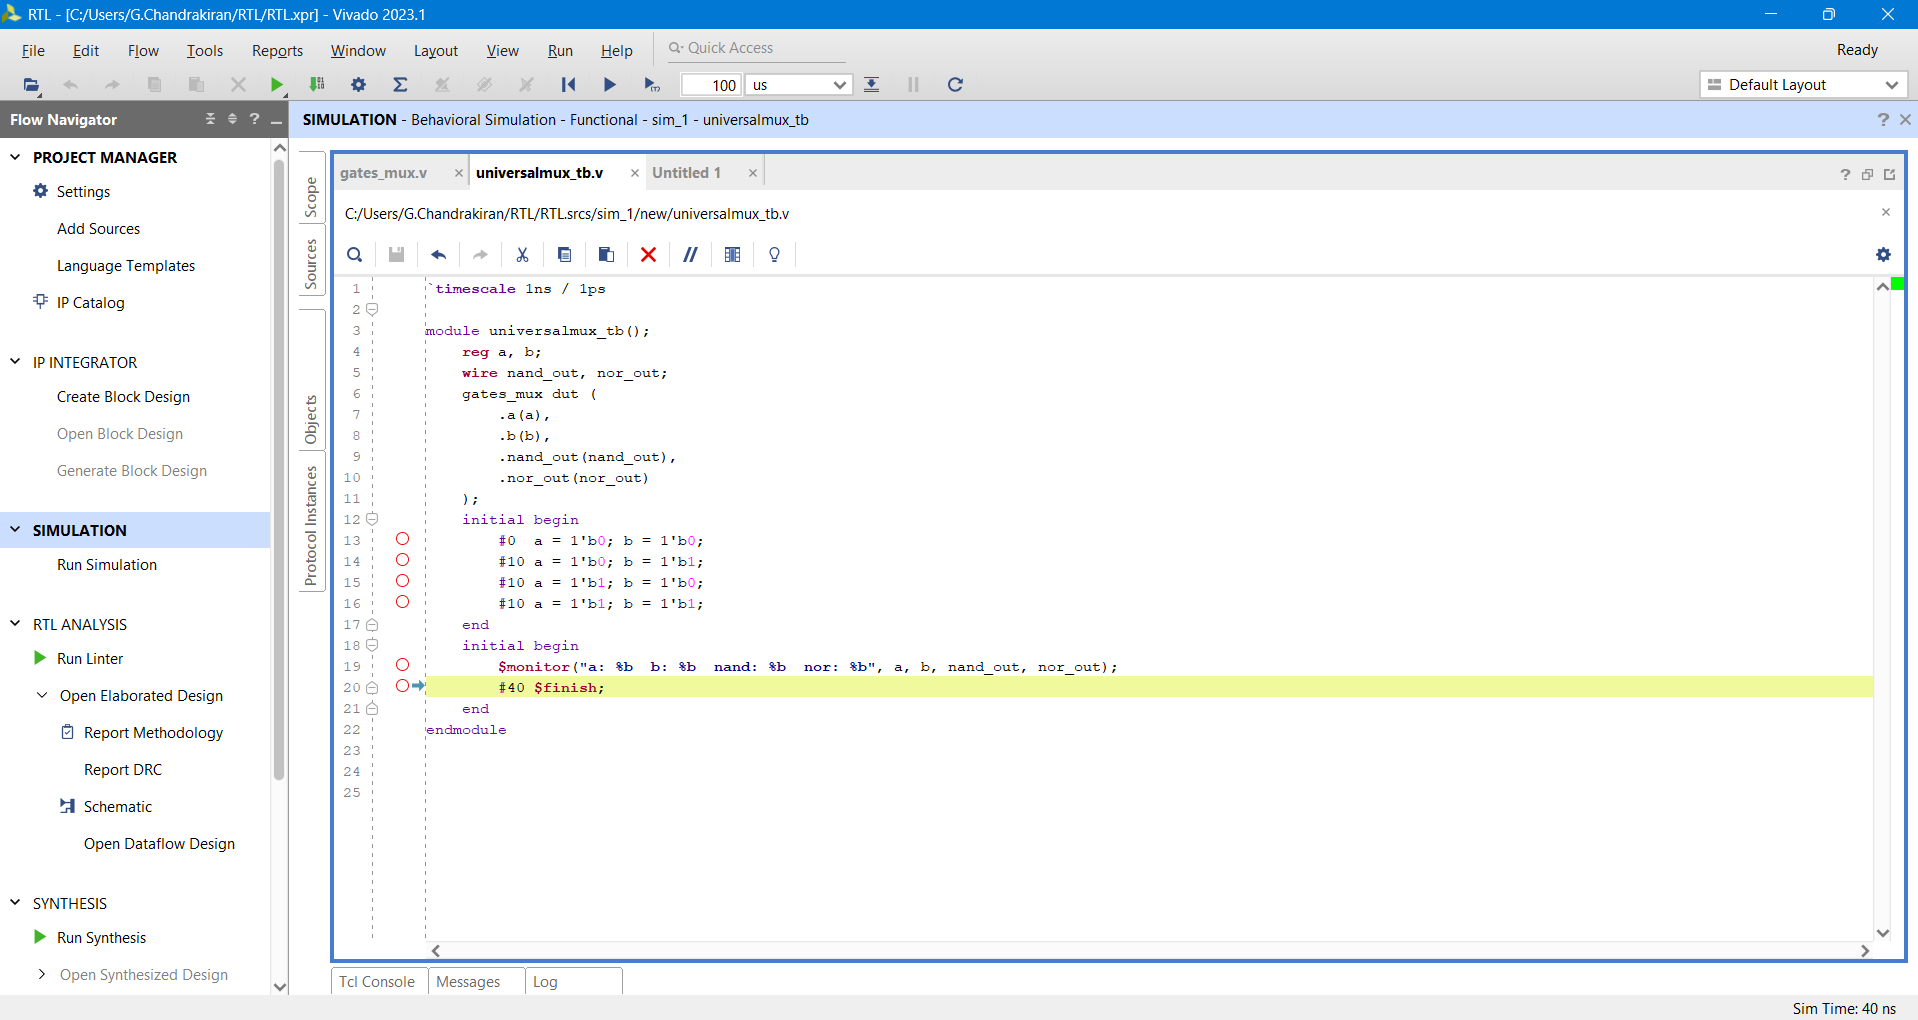 RTL - [C:/Users/G.Chandrakiran/RTL/RTL.xpr] - Vivado 2023.1
File Edit Flow Tools Reports Window Layout View Run Help Quick Access
Ready
100 us
Default Layout
Flow Navigator ? _
SIMULATION - Behavioral Simulation - Functional - sim_1 - universalmux_tb
PROJECT MANAGER
Settings
Add Sources
Language Templates
IP Catalog
IP INTEGRATOR
Create Block Design
Open Block Design
Generate Block Design
SIMULATION
Run Simulation
RTL ANALYSIS
Run Linter
Open Elaborated Design
Report Methodology
Report DRC
Schematic
Open Dataflow Design
SYNTHESIS
Run Synthesis
Open Synthesized Design
Scope
Sources
Objects
Protocol Instances
gates_mux.v universalmux_tb.v Untitled 1
C:/Users/G.Chandrakiran/RTL/RTL.srcs/sim_1/new/universalmux_tb.v
1 `timescale 1ns / 1ps
2
3 module universalmux_tb();
4 reg a, b;
5 wire nand_out, nor_out;
6 gates_mux dut (
7 .a(a),
8 .b(b),
9 .nand_out(nand_out),
10 .nor_out(nor_out)
11 );
12 initial begin
13 #0  a = 1'b0; b = 1'b0;
14 #10 a = 1'b0; b = 1'b1;
15 #10 a = 1'b1; b = 1'b0;
16 #10 a = 1'b1; b = 1'b1;
17 end
18 initial begin
19 $monitor("a: %b  b: %b  nand: %b  nor: %b", a, b, nand_out, nor_out);
20 #40 $finish;
21 end
22 endmodule
23
24
25
Tcl Console Messages Log
Sim Time: 40 ns